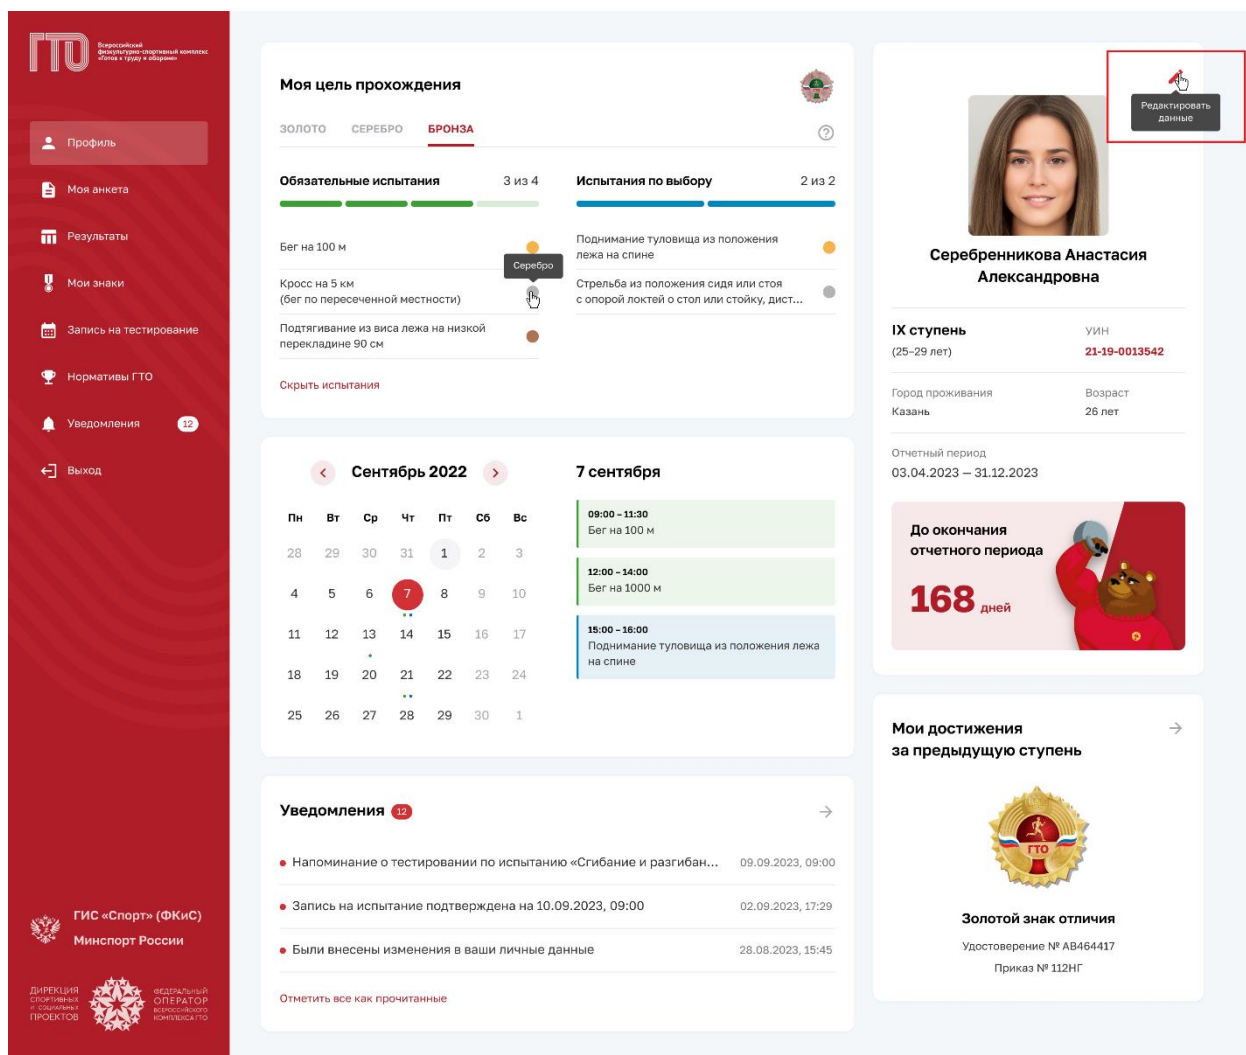 ГТО
Всероссийский
физкультурно-спортивный комплекс
«Готов к труду и обороне»
Профиль
Моя анкета
Результаты
Мои знаки
Запись на тестирование
Нормативы ГТО
Уведомления 12
Выход
ГИС «Спорт» (ФКиС)
Минспорт России
ДИРЕКЦИЯ
СПОРТИВНЫХ
И СОЦИАЛЬНЫХ
ПРОЕКТОВ
ФЕДЕРАЛЬНЫЙ
ОПЕРАТОР
ВСЕРОССИЙСКОГО
КОМПЛЕКСА ГТО
Моя цель прохождения
ЗОЛОТО СЕРЕБРО БРОНЗА
?
Обязательные испытания 3 из 4
Бег на 100 м
Серебро
Кросс на 5 км
(бег по пересеченной местности)
Подтягивание из виса лежа на низкой
перекладине 90 см
Скрыть испытания
Испытания по выбору 2 из 2
Поднимание туловища из положения
лежа на спине
Стрельба из положения сидя или стоя
с опорой локтей о стол или стойку, дист...
Сентябрь 2022
Пн Вт Ср Чт Пт Сб Вс
28 29 30 31 1 2 3
4 5 6 7 8 9 10
11 12 13 14 15 16 17
18 19 20 21 22 23 24
25 26 27 28 29 30 1
7 сентября
09:00 – 11:30
Бег на 100 м
12:00 – 14:00
Бег на 1000 м
15:00 – 16:00
Поднимание туловища из положения лежа
на спине
Уведомления 12
Напоминание о тестировании по испытанию «Сгибание и разгибан... 09.09.2023, 09:00
Запись на испытание подтверждена на 10.09.2023, 09:00 02.09.2023, 17:29
Были внесены изменения в ваши личные данные 28.08.2023, 15:45
Отметить все как прочитанные
Редактировать
данные
Серебренникова Анастасия
Александровна
IX ступень УИН
(25–29 лет) 21-19-0013542
Город проживания Возраст
Казань 26 лет
Отчетный период
03.04.2023 — 31.12.2023
До окончания
отчетного периода
168 дней
Мои достижения
за предыдущую ступень
ГТО
Золотой знак отличия
Удостоверение № АВ464417
Приказ № 112НГ